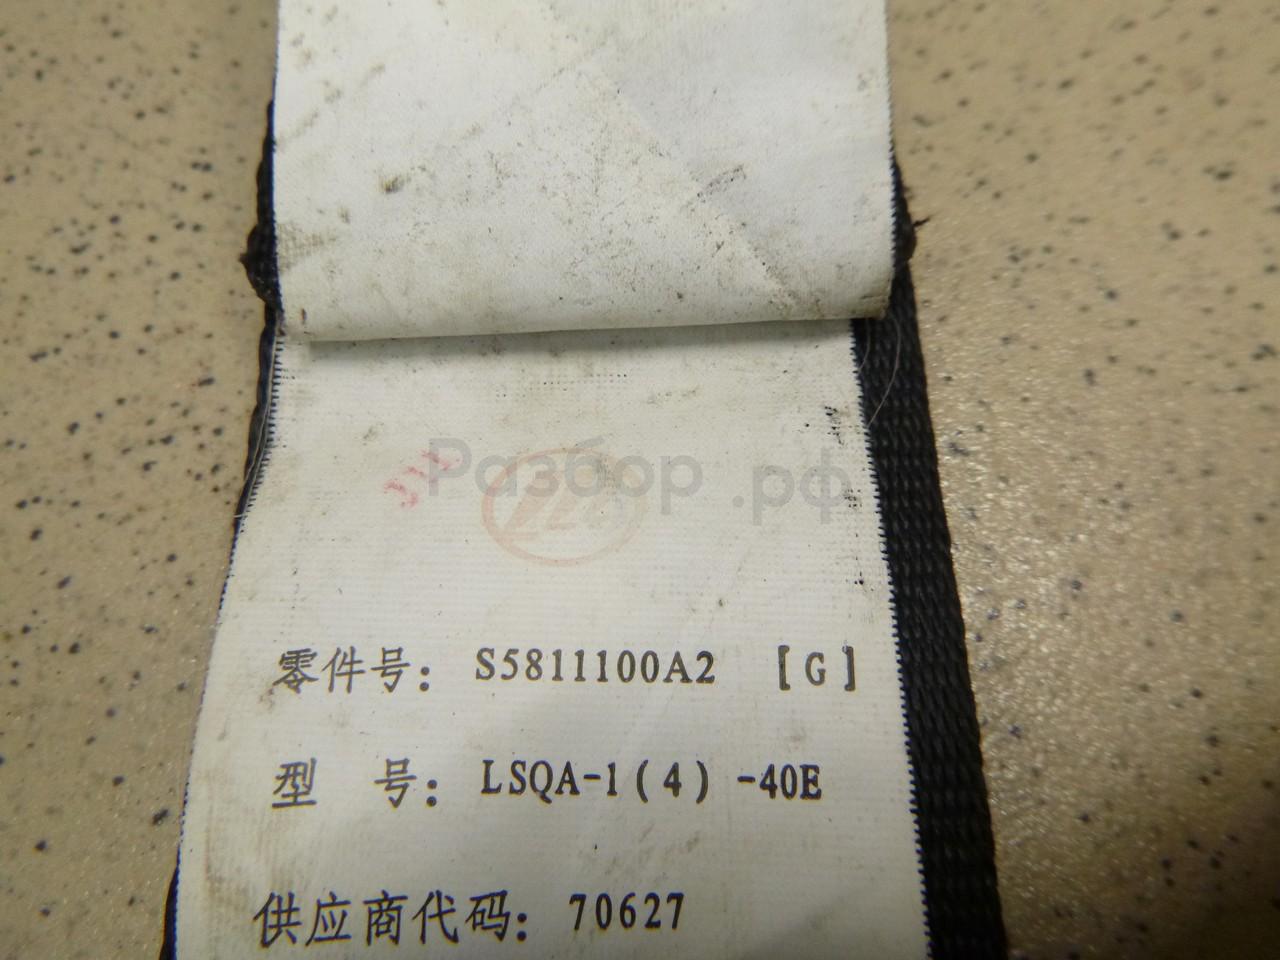 Разбор.рф
零件号： S5811100A2 [G]
型 号： LSQA-1(4)-40E
供应商代码： 70627